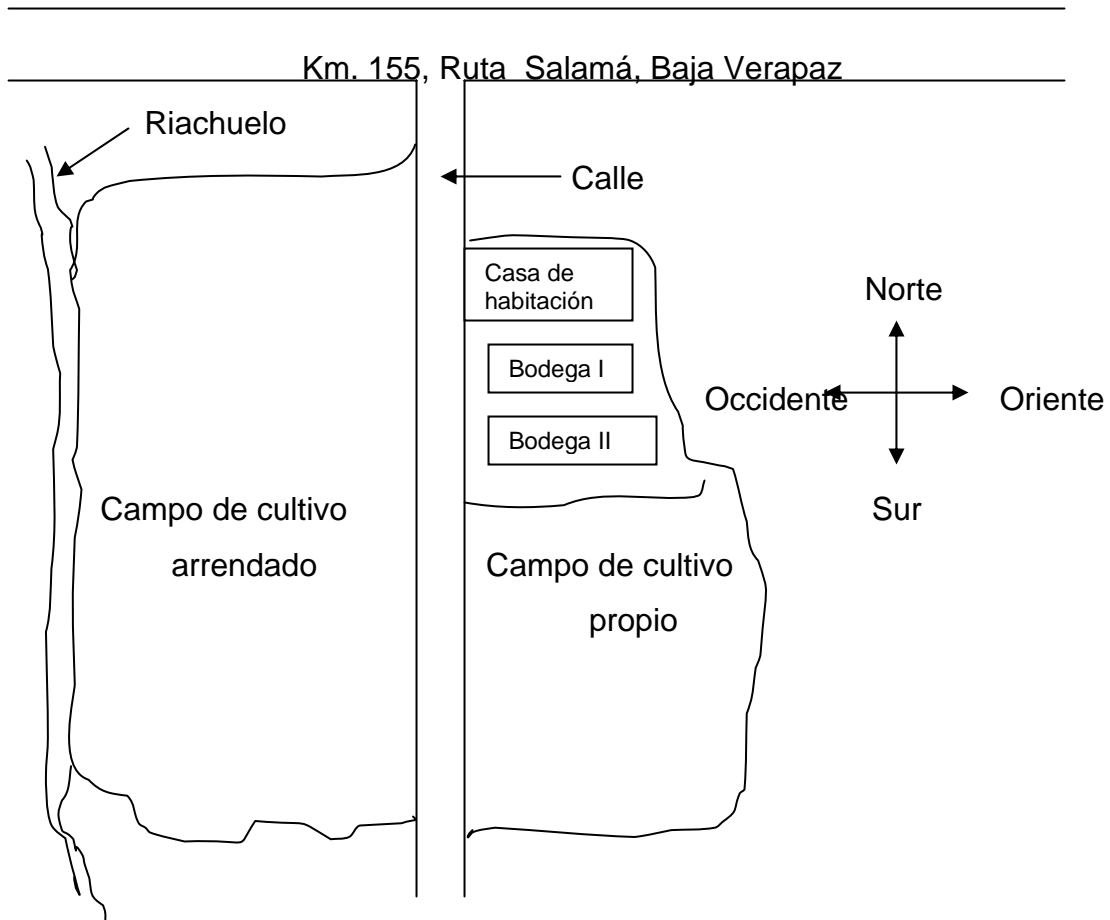 Km. 155, Ruta Salamá, Baja Verapaz
Riachuelo
Calle
Casa de
habitación
Norte
Bodega I
Occidente
Oriente
Bodega II
Sur
Campo de cultivo
arrendado
Campo de cultivo
propio